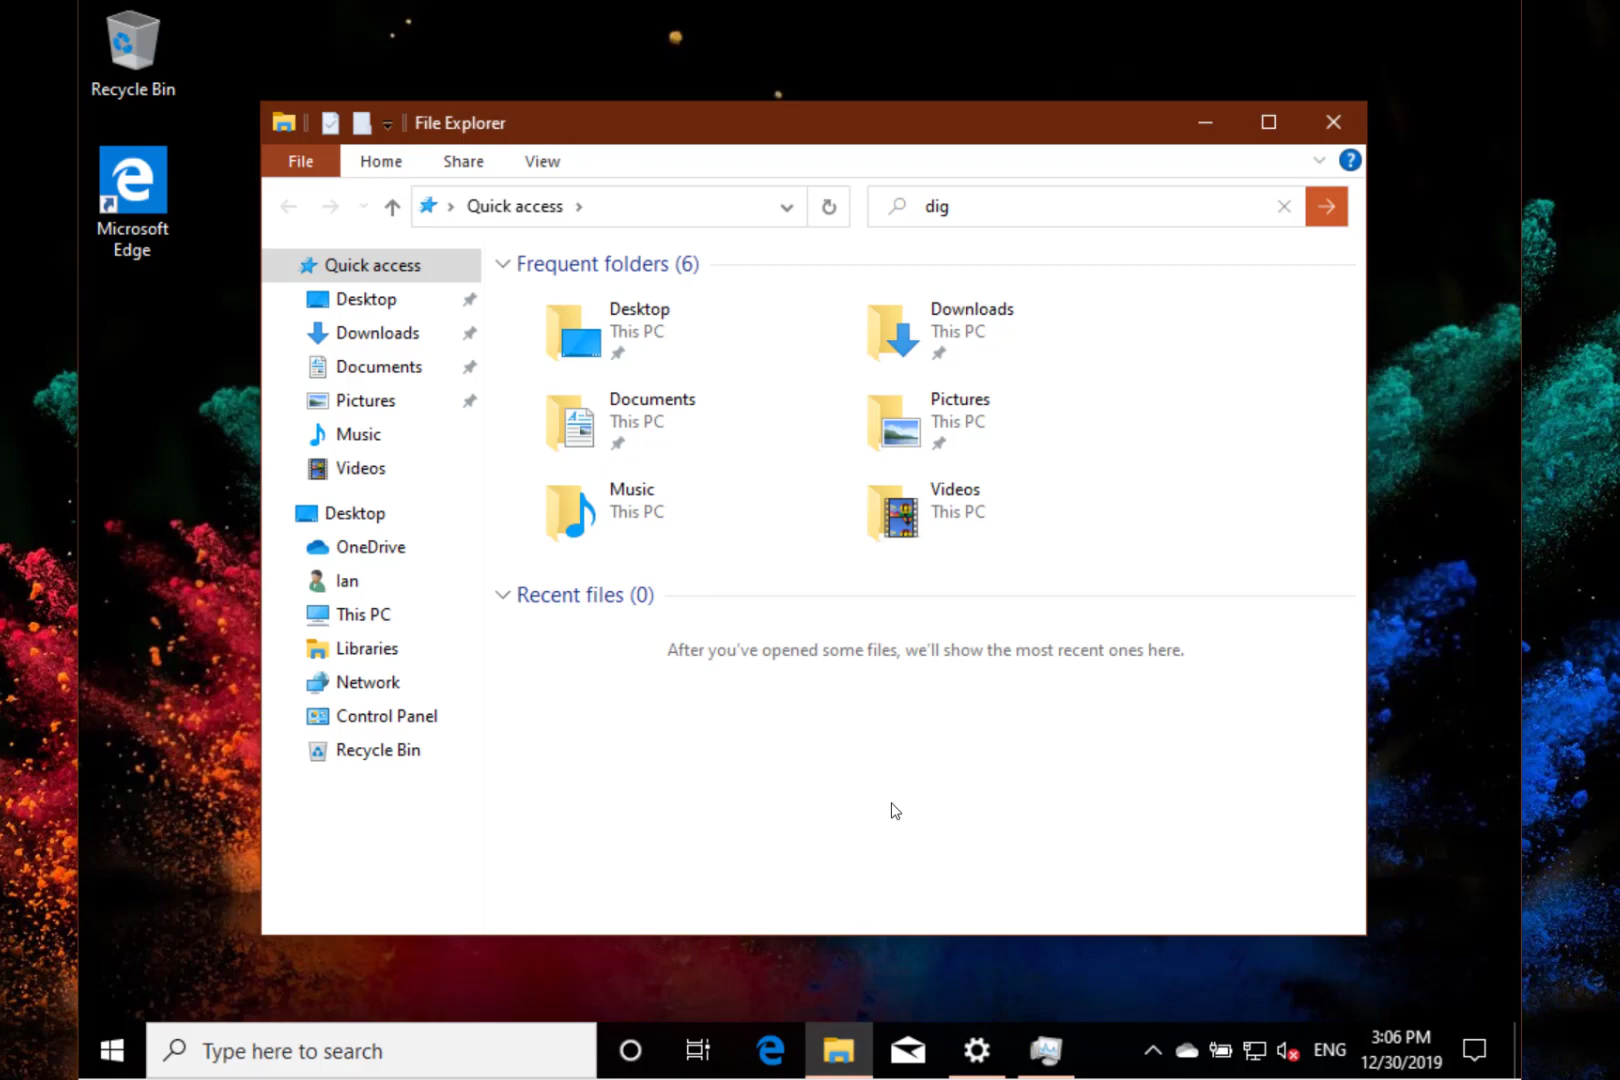 Recycle Bin
Microsoft
Edge
File Explorer
File
Home
Share
View
Quick access
dig
Quick access
Desktop
Downloads
Documents
Pictures
Music
Videos
Desktop
OneDrive
Ian
This PC
Libraries
Network
Control Panel
Recycle Bin
Frequent folders (6)
Desktop
This PC
Downloads
This PC
Documents
This PC
Pictures
This PC
Music
This PC
Videos
This PC
Recent files (0)
After you've opened some files, we'll show the most recent ones here.
Type here to search
ENG
3:06 PM
12/30/2019